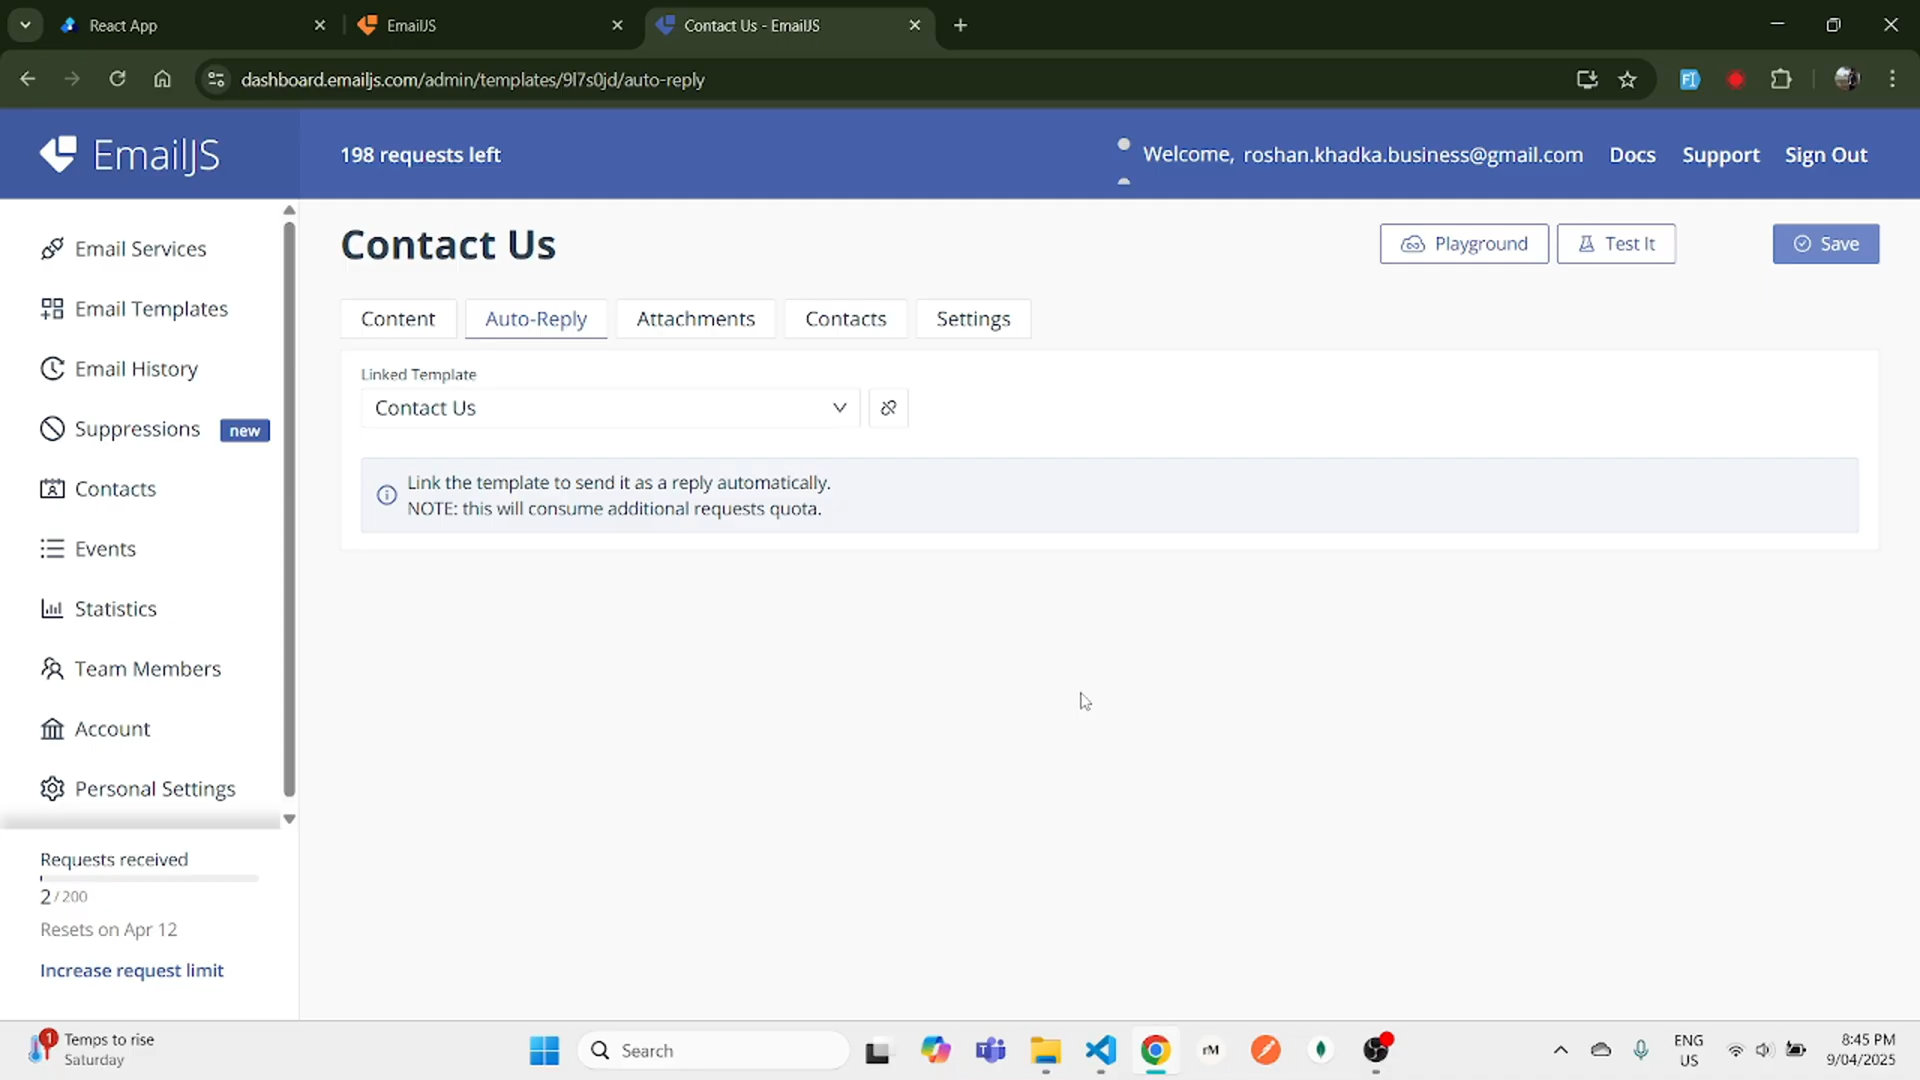 React App
EmailJS
Contact Us - EmailJS
dashboard.emailjs.com/admin/templates/9l7s0jd/auto-reply
EmailJS
198 requests left
Welcome, roshan.khadka.business@gmail.com
Docs
Support
Sign Out
Email Services
Email Templates
Email History
Suppressions new
Contacts
Events
Statistics
Team Members
Account
Personal Settings
Requests received
2 / 200
Resets on Apr 12
Increase request limit
Contact Us
Playground
Test It
Save
Content
Auto-Reply
Attachments
Contacts
Settings
Linked Template
Contact Us
Link the template to send it as a reply automatically.
NOTE: this will consume additional requests quota.
1
Temps to rise
Saturday
Search
rM
ENG
US
8:45 PM
9/04/2025